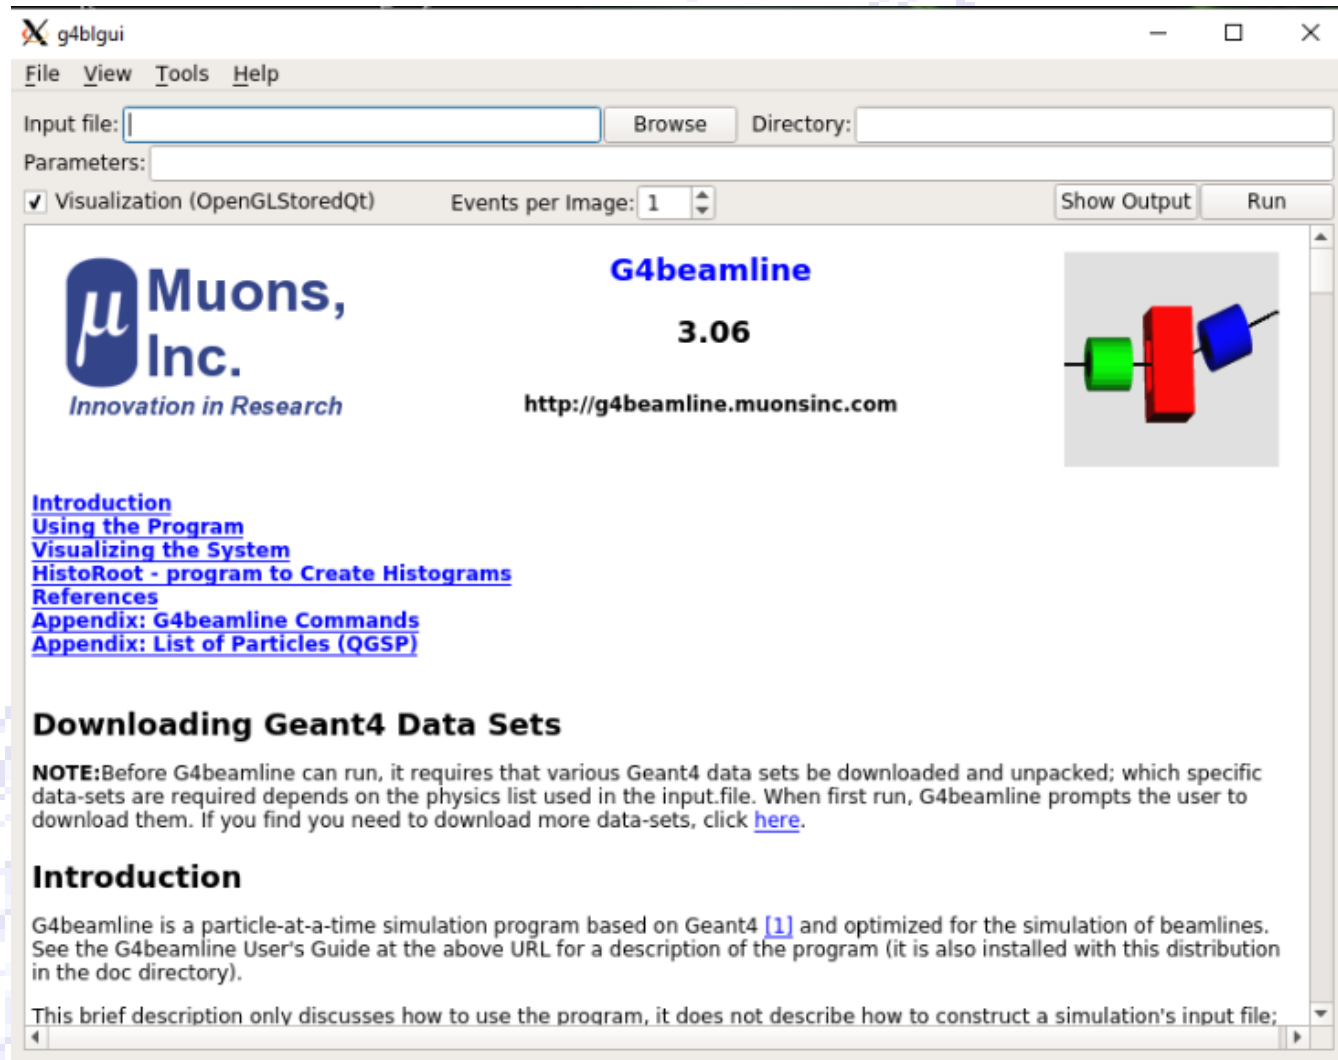 g4blgui
File View Tools Help
Input file: Browse Directory:
Parameters:
Visualization (OpenGLStoredQt) Events per Image: 1 Show Output Run
μ Muons, Inc.
Innovation in Research
G4beamline
3.06
http://g4beamline.muonsinc.com
Introduction
Using the Program
Visualizing the System
HistoRoot - program to Create Histograms
References
Appendix: G4beamline Commands
Appendix: List of Particles (QGSP)
Downloading Geant4 Data Sets
NOTE:Before G4beamline can run, it requires that various Geant4 data sets be downloaded and unpacked; which specific
data-sets are required depends on the physics list used in the input.file. When first run, G4beamline prompts the user to
download them. If you find you need to download more data-sets, click here.
Introduction
G4beamline is a particle-at-a-time simulation program based on Geant4 [1] and optimized for the simulation of beamlines.
See the G4beamline User's Guide at the above URL for a description of the program (it is also installed with this distribution
in the doc directory).
This brief description only discusses how to use the program, it does not describe how to construct a simulation's input file;